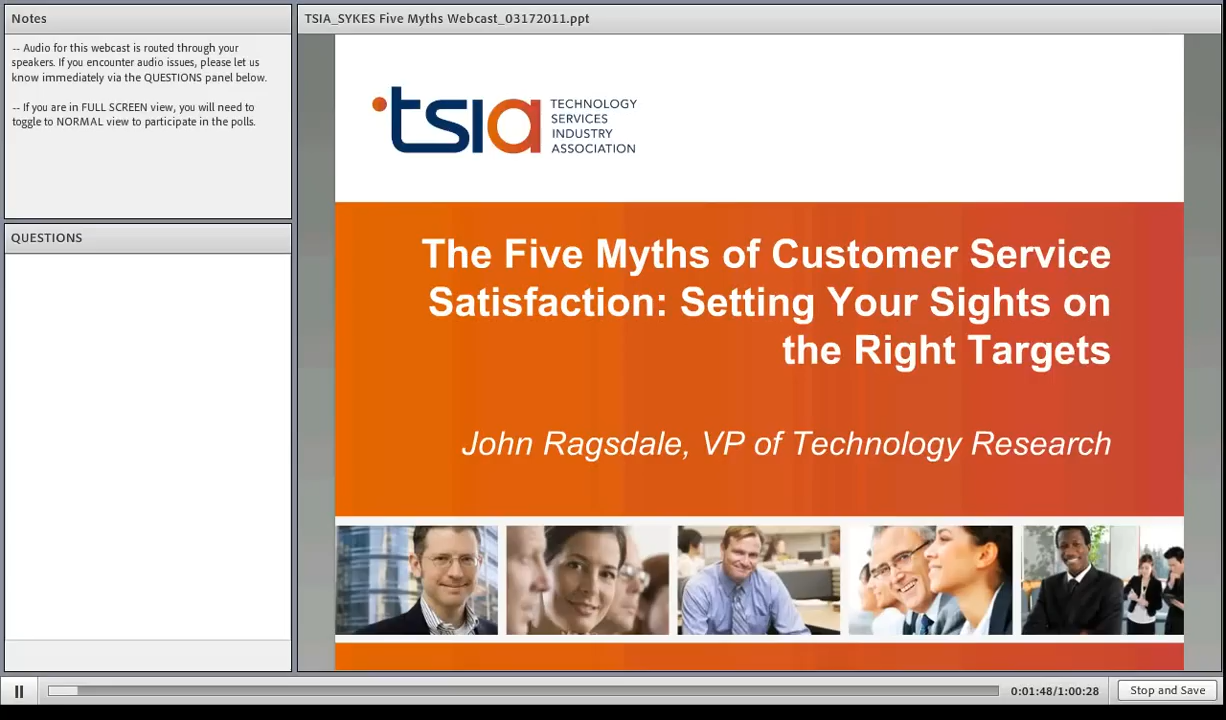 Notes
TSIA_SYKES Five Myths Webcast_03172011.ppt
-- Audio for this webcast is routed through your
speakers. If you encounter audio issues, please let us
know immediately via the QUESTIONS panel below.
-- If you are in FULL SCREEN view, you will need to
toggle to NORMAL view to participate in the polls.
QUESTIONS
tsia
TECHNOLOGY
SERVICES
INDUSTRY
ASSOCIATION
The Five Myths of Customer Service
Satisfaction: Setting Your Sights on
the Right Targets
John Ragsdale, VP of Technology Research
0:01:48/1:00:28
Stop and Save